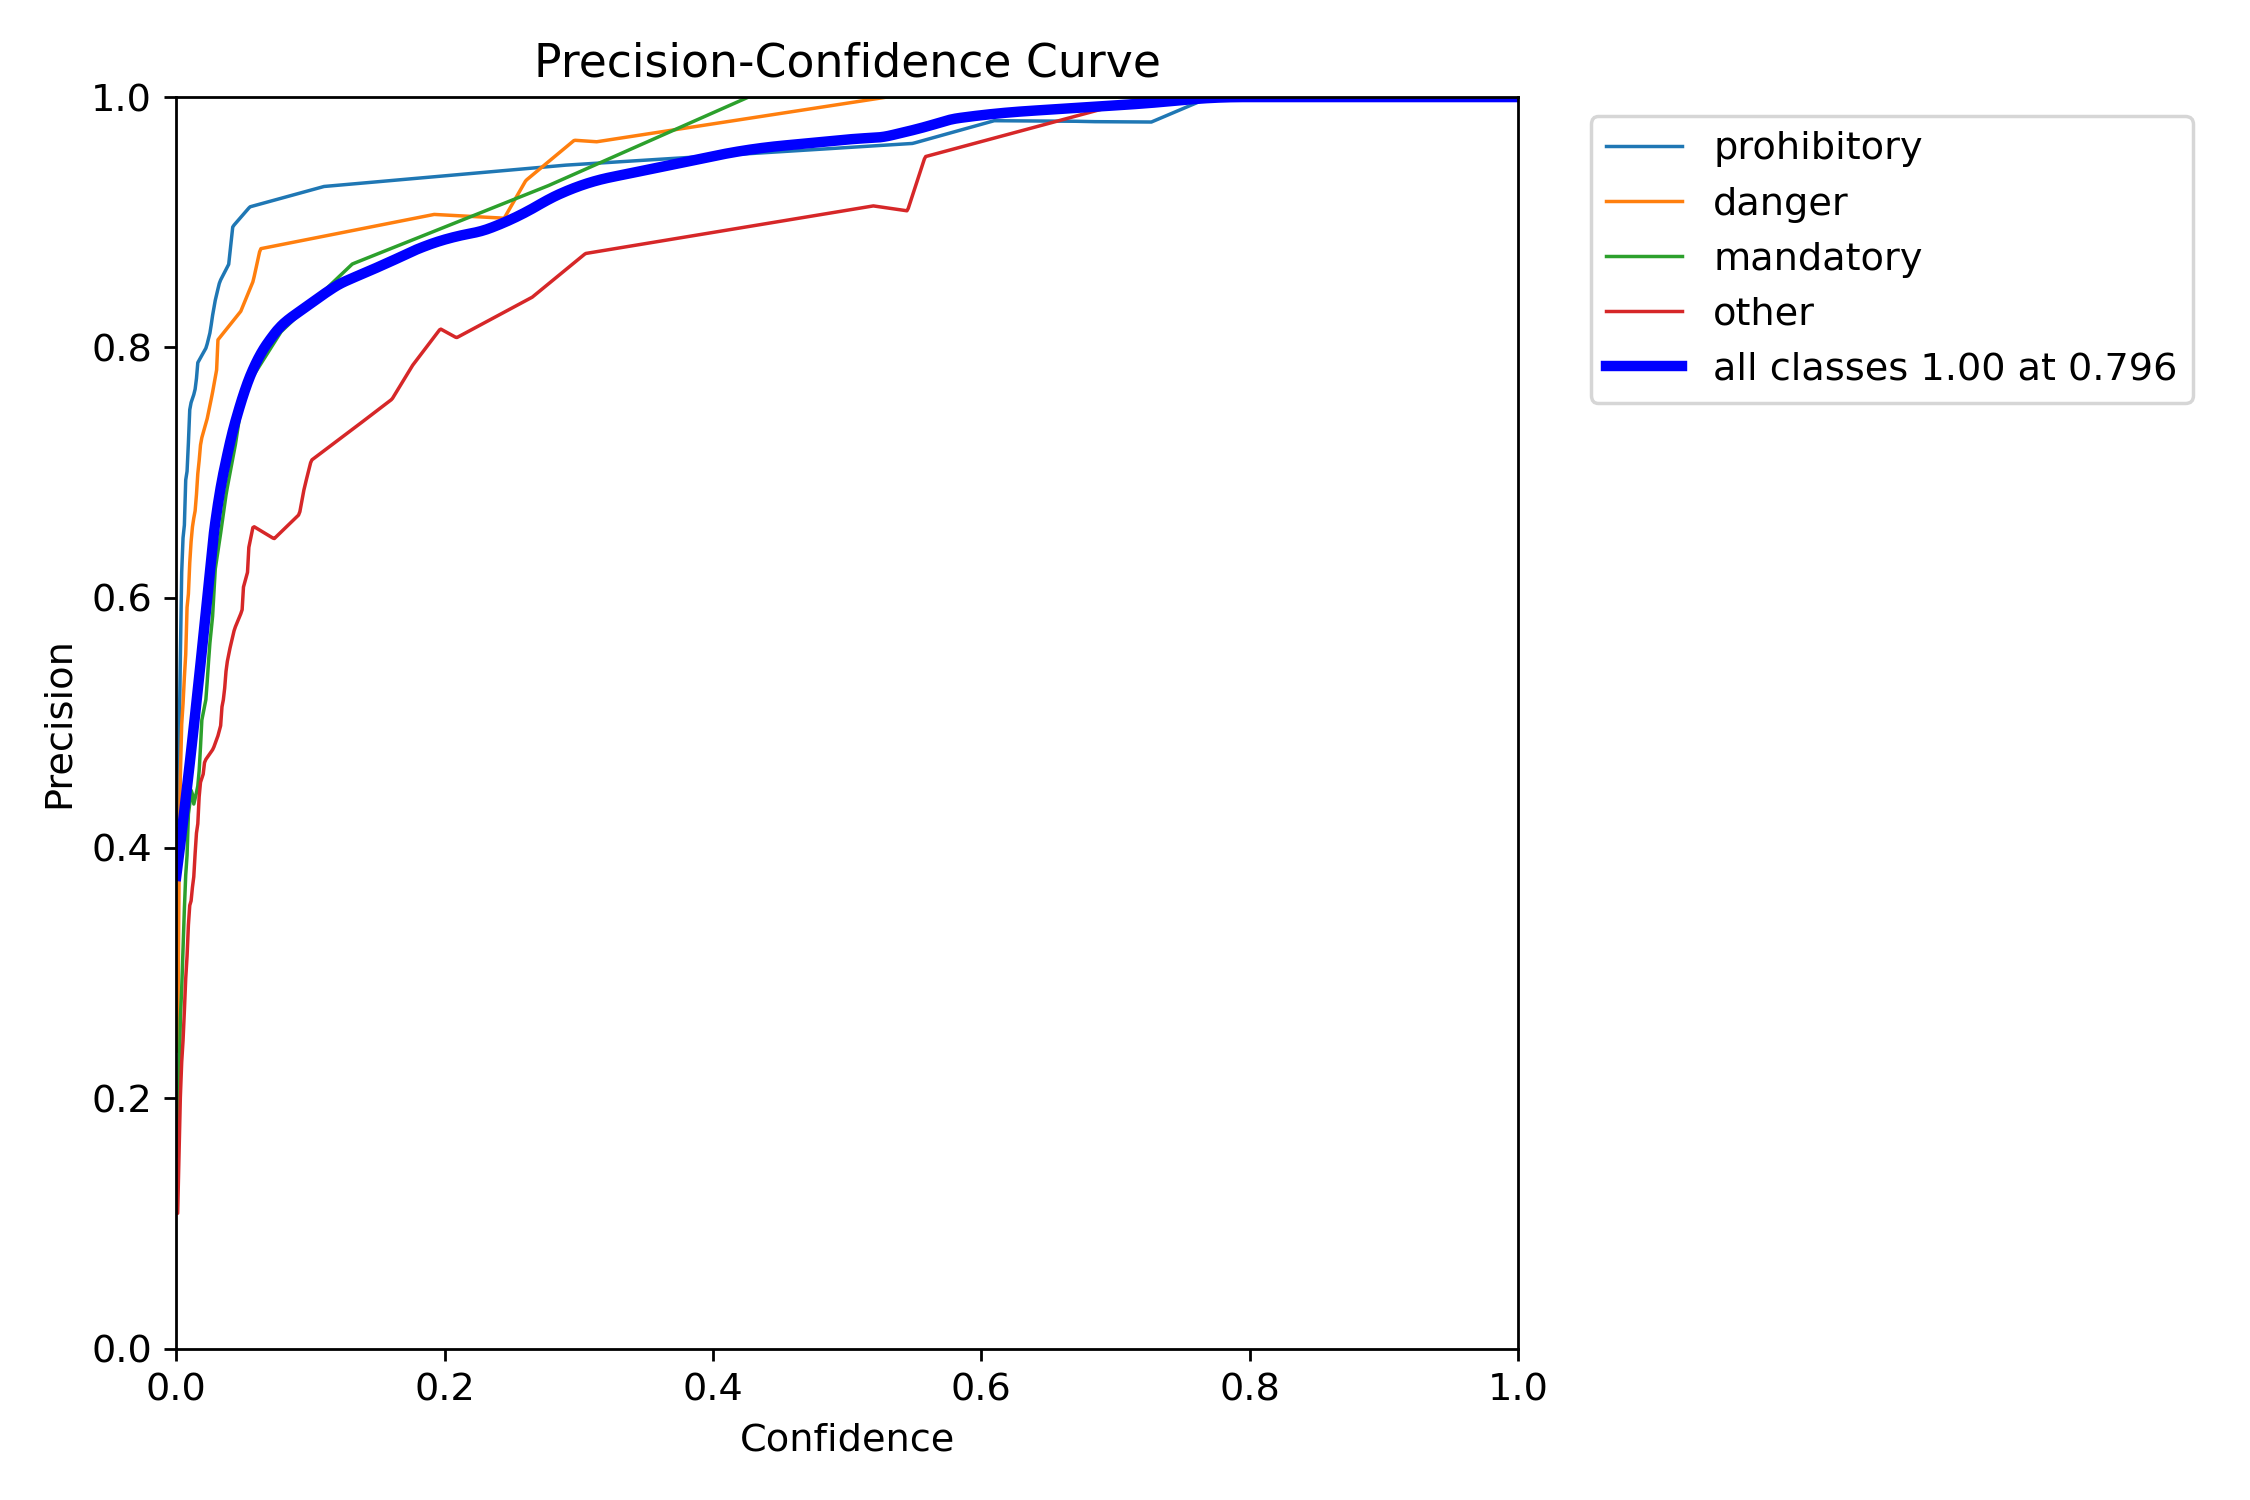 Precision-Confidence Curve
1.0
0.8
0.6
0.4
0.2
0.0
Precision
0.0 0.2 0.4 0.6 0.8 1.0
Confidence
prohibitory
danger
mandatory
other
all classes 1.00 at 0.796